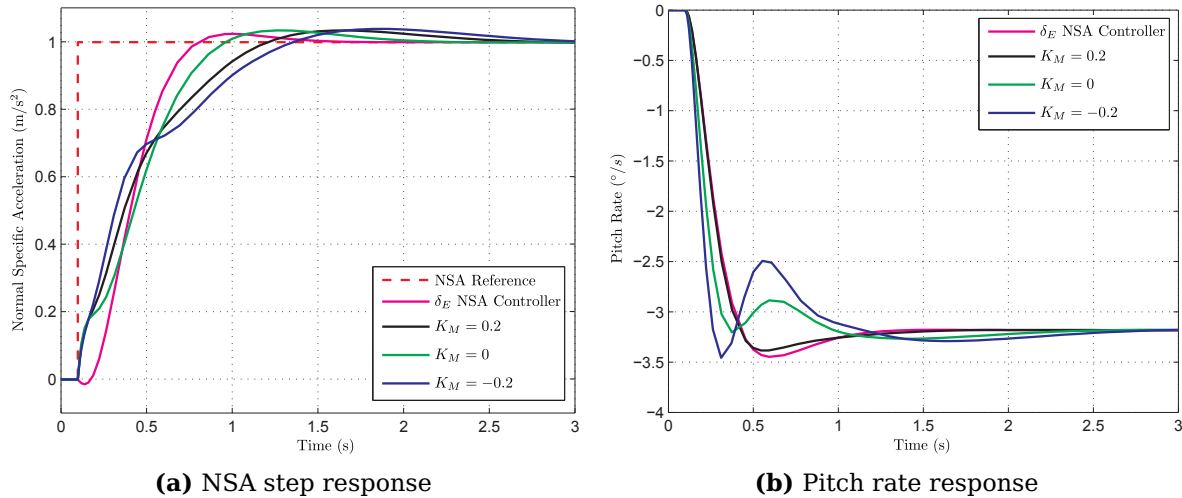 1
0.8
0.6
0.4
0.2
0
0 0.5 1 1.5 2 2.5 3
Normal Specific Acceleration (m/s²)
Time (s)
NSA Reference
δ_E NSA Controller
K_M = 0.2
K_M = 0
K_M = −0.2
(a) NSA step response
0
−0.5
−1
−1.5
−2
−2.5
−3
−3.5
−4
0 0.5 1 1.5 2 2.5 3
Pitch Rate (°/s)
Time (s)
δ_E NSA Controller
K_M = 0.2
K_M = 0
K_M = −0.2
(b) Pitch rate response